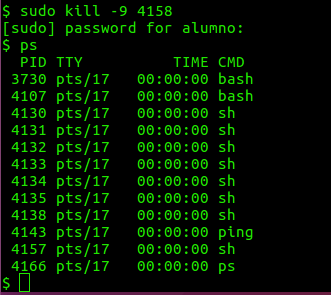 $ sudo kill -9 4158
[sudo] password for alumno:
$ ps
  PID TTY          TIME CMD
 3730 pts/17   00:00:00 bash
 4107 pts/17   00:00:00 bash
 4130 pts/17   00:00:00 sh
 4131 pts/17   00:00:00 sh
 4132 pts/17   00:00:00 sh
 4133 pts/17   00:00:00 sh
 4134 pts/17   00:00:00 sh
 4135 pts/17   00:00:00 sh
 4138 pts/17   00:00:00 sh
 4143 pts/17   00:00:00 ping
 4157 pts/17   00:00:00 sh
 4166 pts/17   00:00:00 ps
$